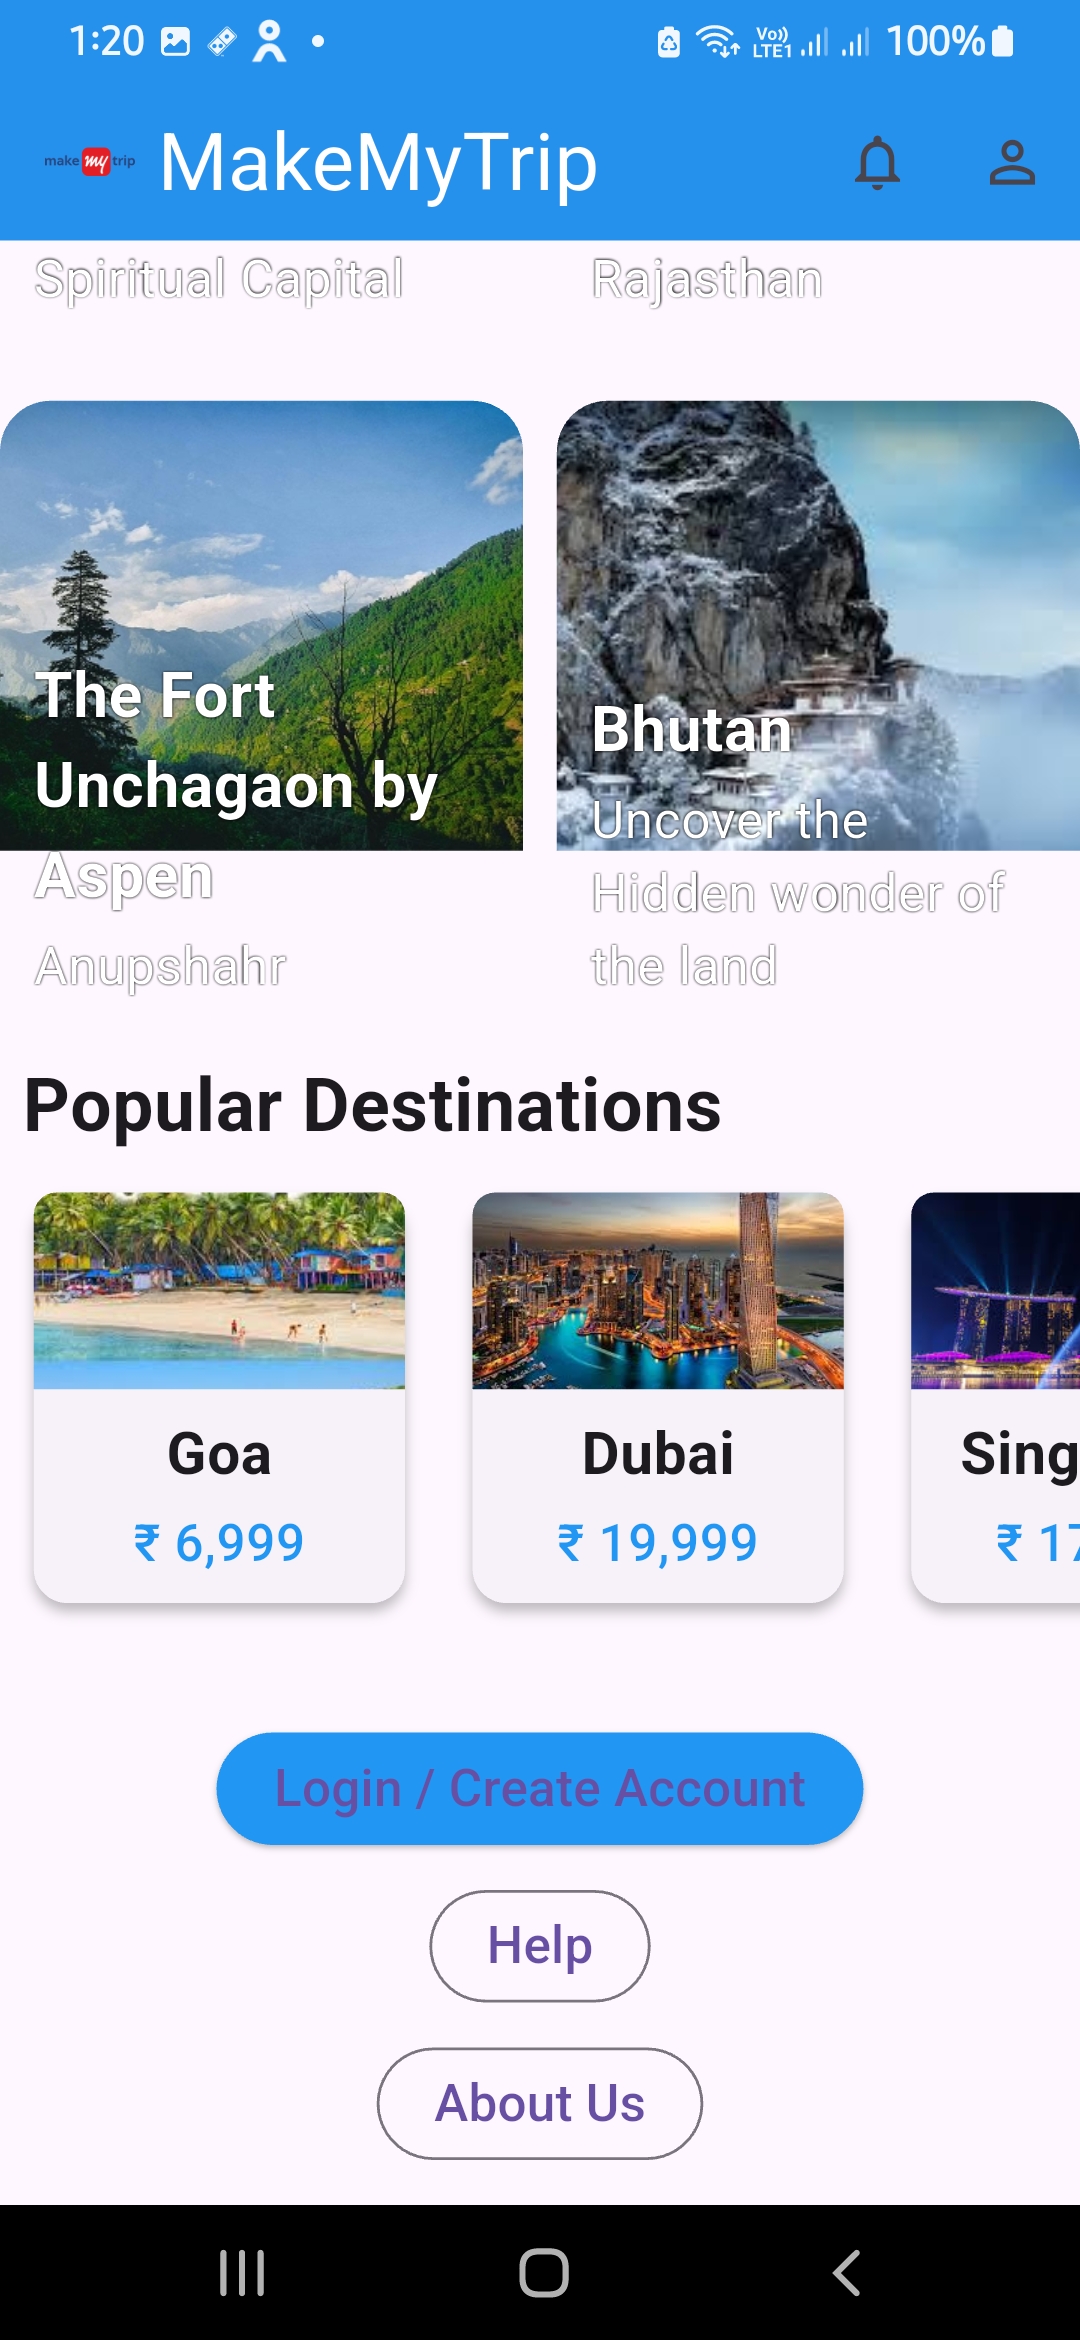 1:20
Vo)) LTE1 100%
make my trip MakeMyTrip
Spiritual Capital
Rajasthan
The Fort
Unchagaon by
Aspen
Anupshahr
Bhutan
Uncover the
Hidden wonder of
the land
Popular Destinations
Goa
₹ 6,999
Dubai
₹ 19,999
Sing
₹ 17
Login / Create Account
Help
About Us